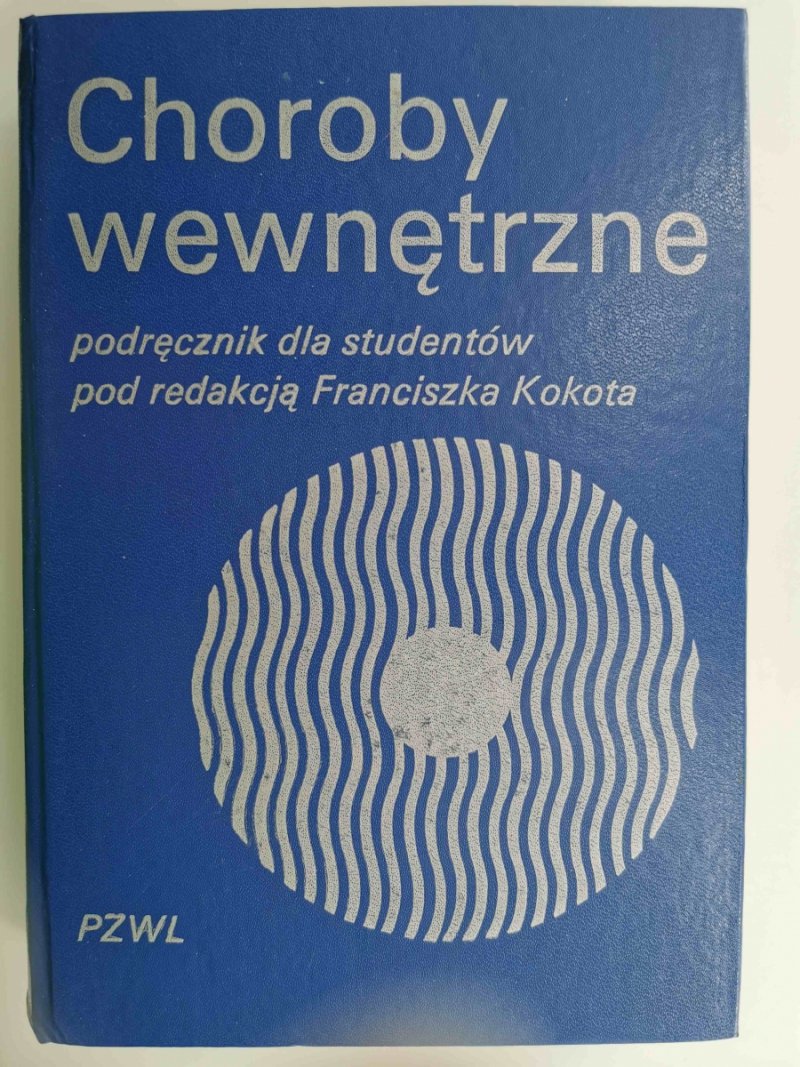 Choroby
wewnętrzne
podręcznik dla studentów
pod redakcją Franciszka Kokota
PZWL